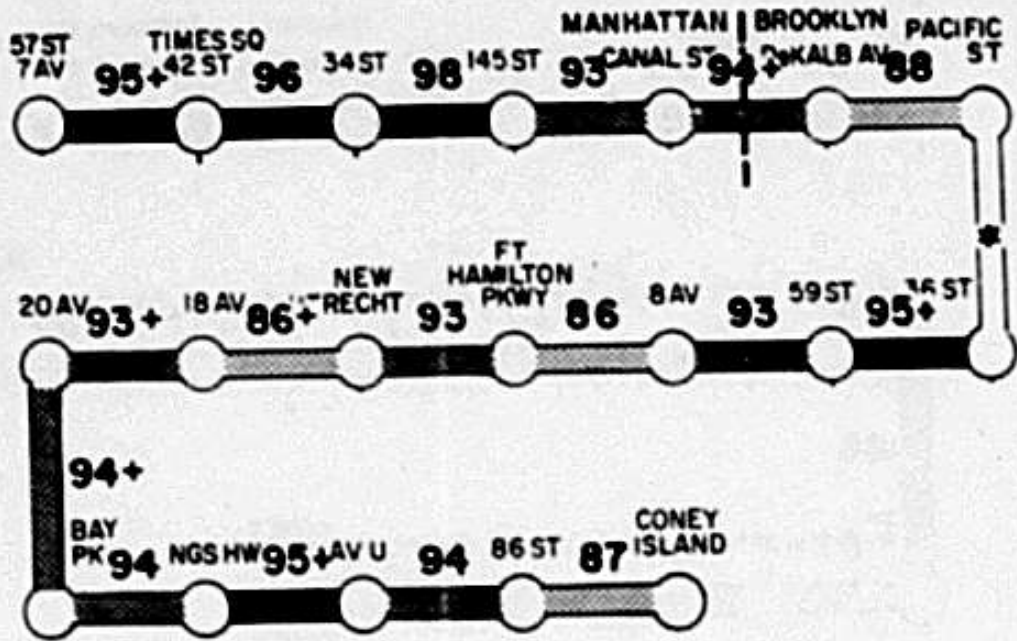 MANHATTAN BROOKLYN PACIFIC ST
57 ST 7 AV 95+ TIMES SQ 42 ST 96 34 ST 98 145 ST 93 CANAL ST 94+ KALB AV 88
20 AV 93+ 18 AV 86+ NEW RECHT 93 FT HAMILTON PKWY 86 8 AV 93 59 ST 95+ 36 ST
94+
BAY PK 94 NGS HW 95+ AV U 94 86 ST 87 CONEY ISLAND